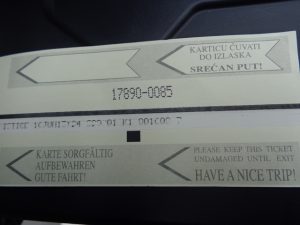 KARTICU ČUVATI
DO IZLASKA
SREĆAN PUT!
17890-0085
KARTE SORGFÄLTIG
AUFBEWAHREN
GUTE FAHRT!
PLEASE KEEP THIS TICKET
UNDAMAGED UNTIL EXIT
HAVE A NICE TRIP!